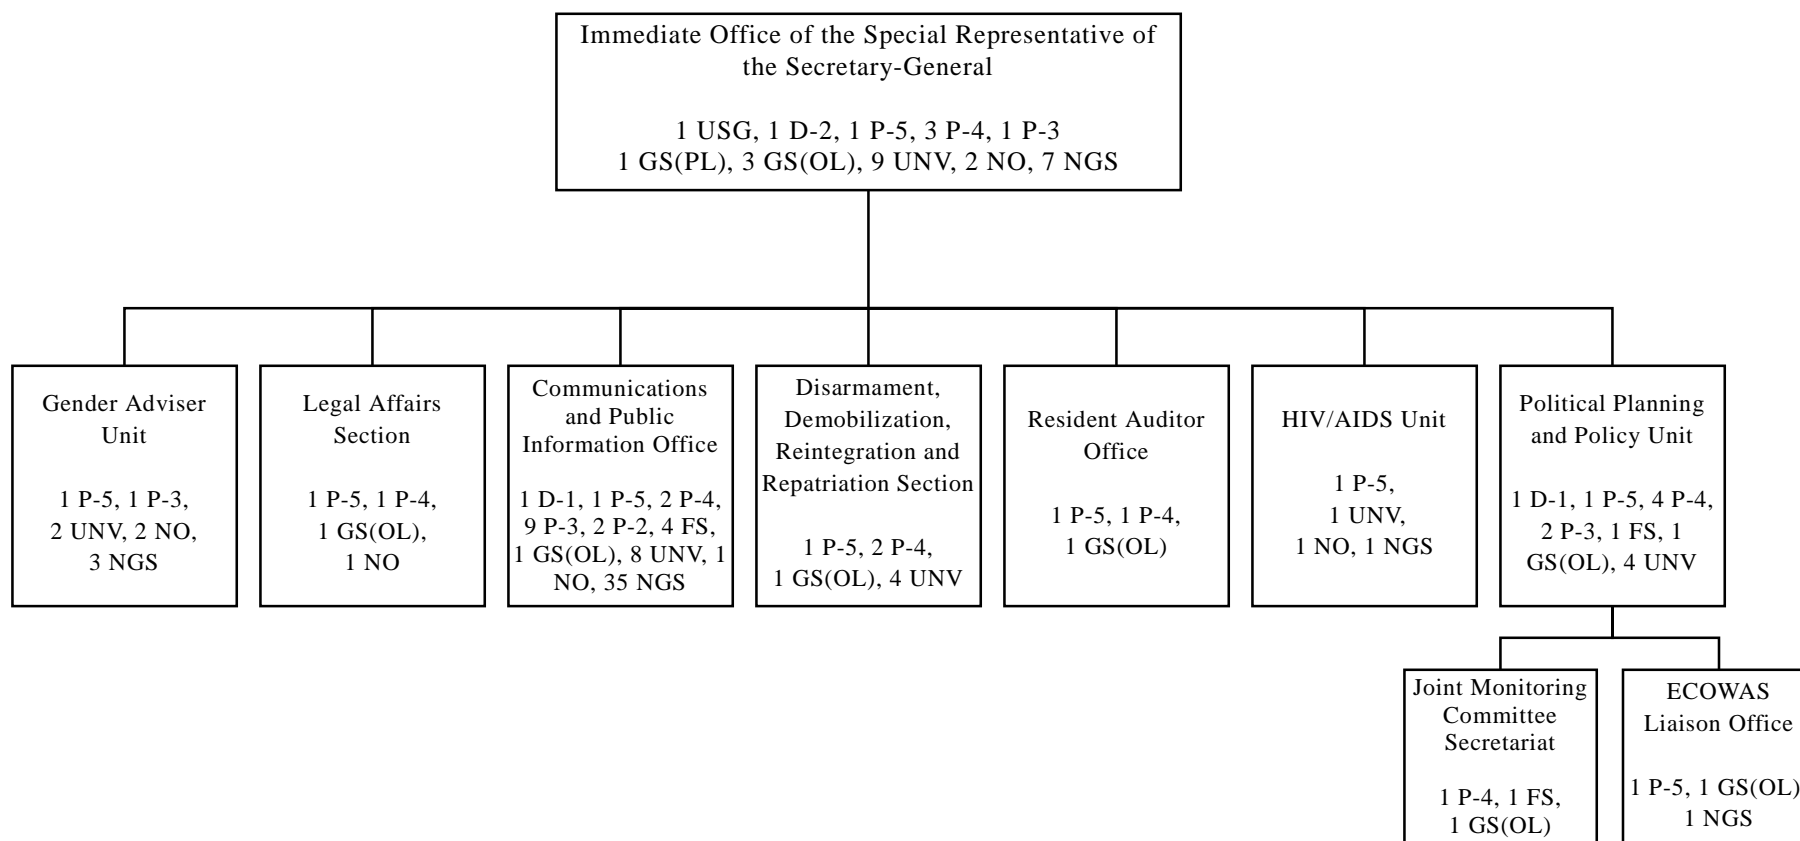 Immediate Office of the Special Representative of
the Secretary-General
1 USG, 1 D-2, 1 P-5, 3 P-4, 1 P-3
1 GS(PL), 3 GS(OL), 9 UNV, 2 NO, 7 NGS
Gender Adviser
Unit
1 P-5, 1 P-3,
2 UNV, 2 NO,
3 NGS
Legal Affairs
Section
1 P-5, 1 P-4,
1 GS(OL),
1 NO
Communications
and Public
Information Office
1 D-1, 1 P-5, 2 P-4,
9 P-3, 2 P-2, 4 FS,
1 GS(OL), 8 UNV, 1
NO, 35 NGS
Disarmament,
Demobilization,
Reintegration and
Repatriation Section
1 P-5, 2 P-4,
1 GS(OL), 4 UNV
Resident Auditor
Office
1 P-5, 1 P-4,
1 GS(OL)
HIV/AIDS Unit
1 P-5,
1 UNV,
1 NO, 1 NGS
Political Planning
and Policy Unit
1 D-1, 1 P-5, 4 P-4,
2 P-3, 1 FS, 1
GS(OL), 4 UNV
Joint Monitoring
Committee
Secretariat
1 P-4, 1 FS,
1 GS(OL)
ECOWAS
Liaison Office
1 P-5, 1 GS(OL)
1 NGS